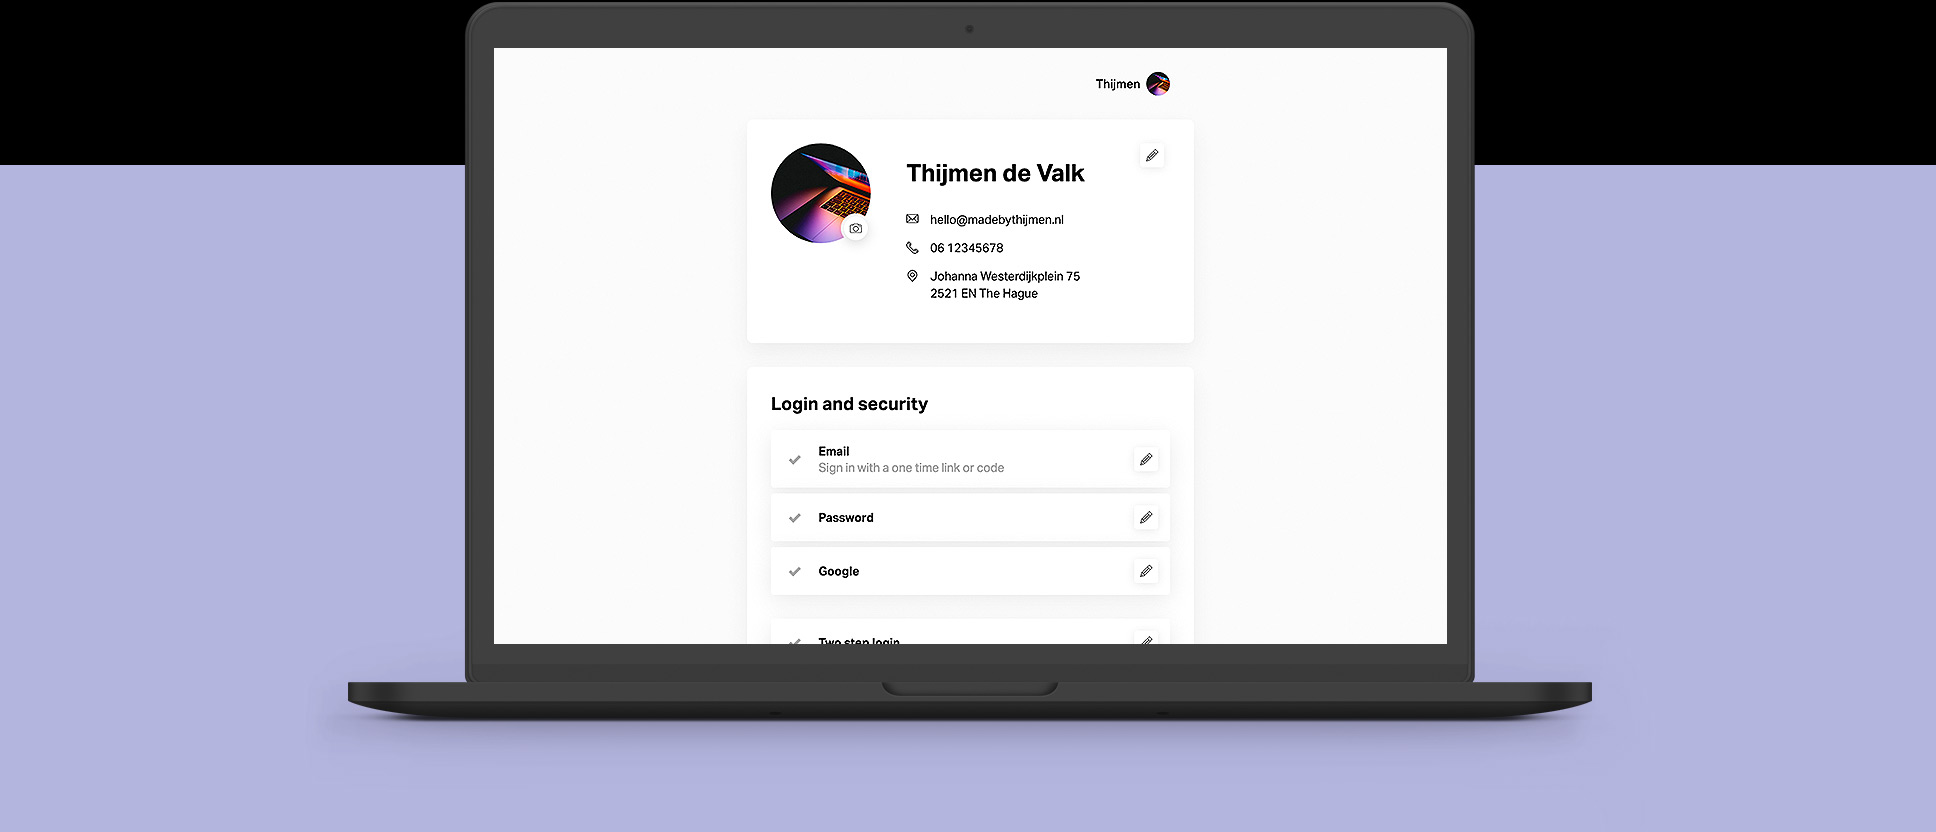 Thijmen
Thijmen de Valk
hello@madebythijmen.nl
06 12345678
Johanna Westerdijkplein 75
2521 EN The Hague
Login and security
Email
Sign in with a one time link or code
Password
Google
Two step login